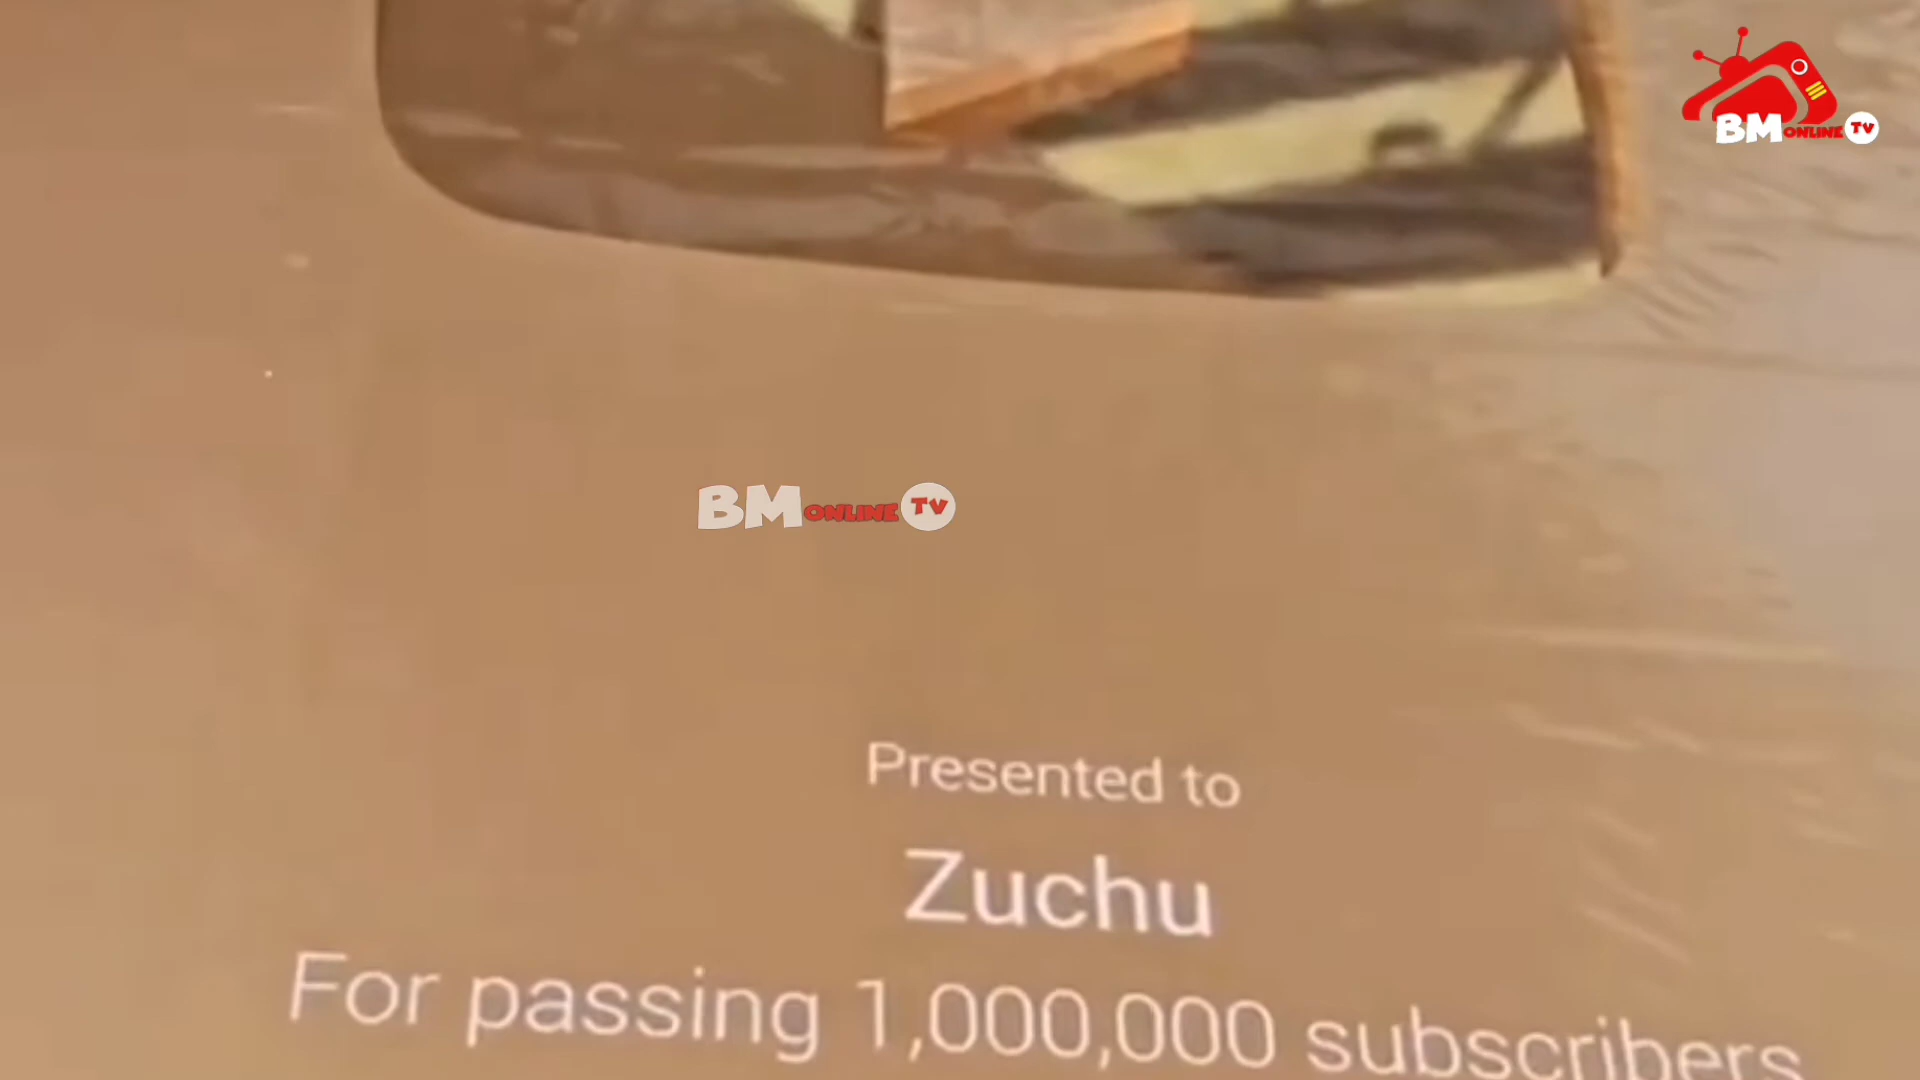 BM ONLINE TV
BM ONLINE TV
Presented to
Zuchu
For passing 1,000,000 subscribers